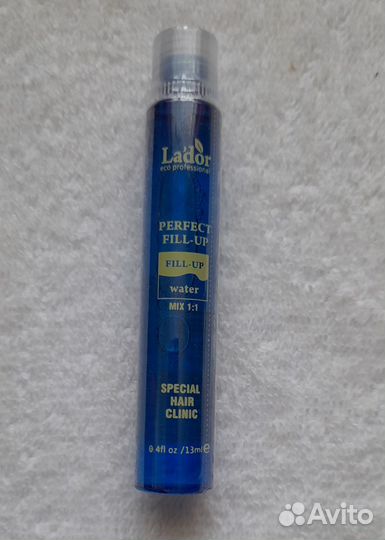 La'dor
eco professional
PERFECT
FILL-UP
FILL-UP
water
MIX 1:1
SPECIAL
HAIR
CLINIC
0.4fl oz /13ml ℮
Avito